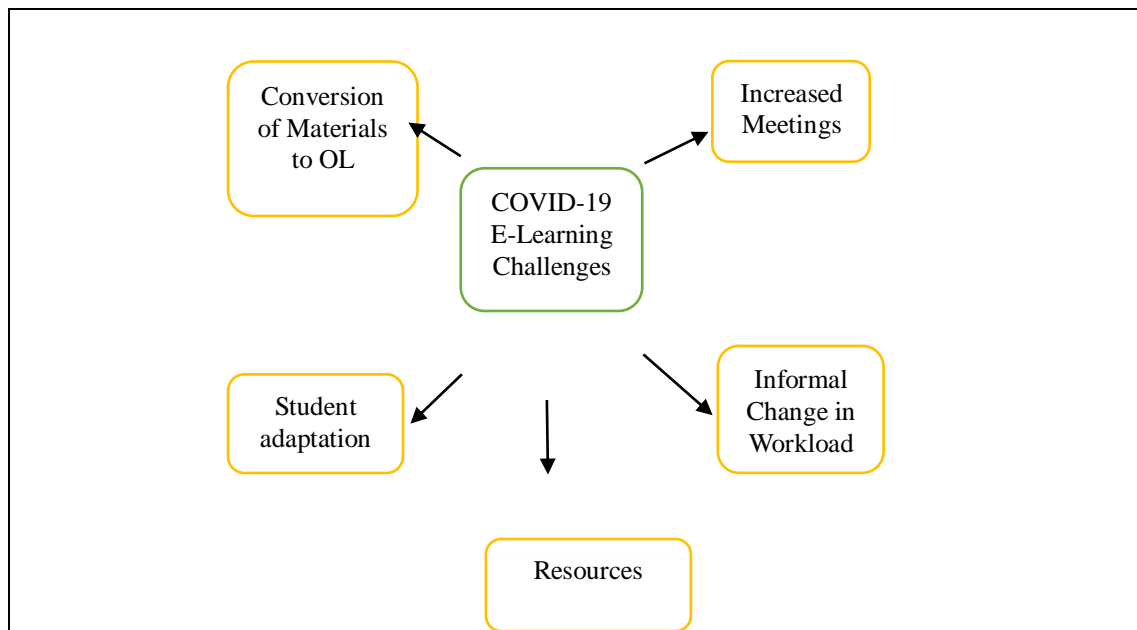 Conversion
of Materials
to OL
Increased
Meetings
COVID-19
E-Learning
Challenges
Student
adaptation
Informal
Change in
Workload
Resources